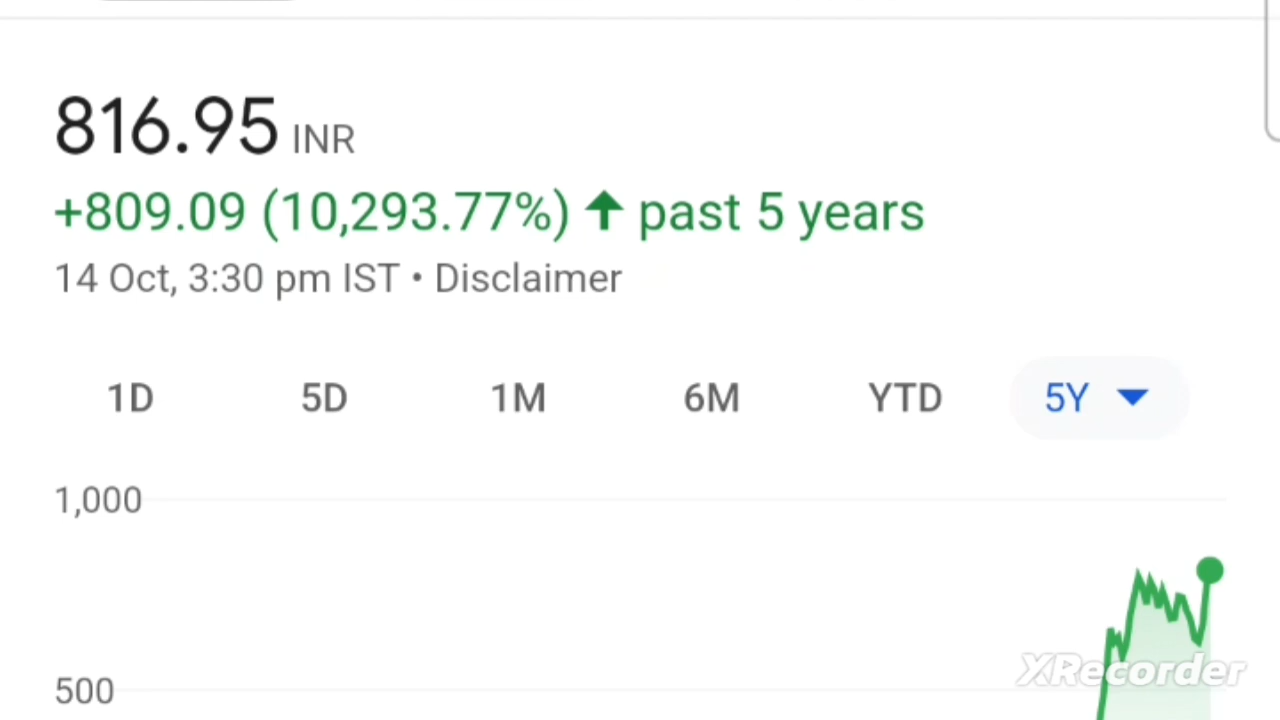 816.95 INR
+809.09 (10,293.77%) ↑ past 5 years
14 Oct, 3:30 pm IST • Disclaimer
1D 5D 1M 6M YTD 5Y
1,000
500
XRecorder